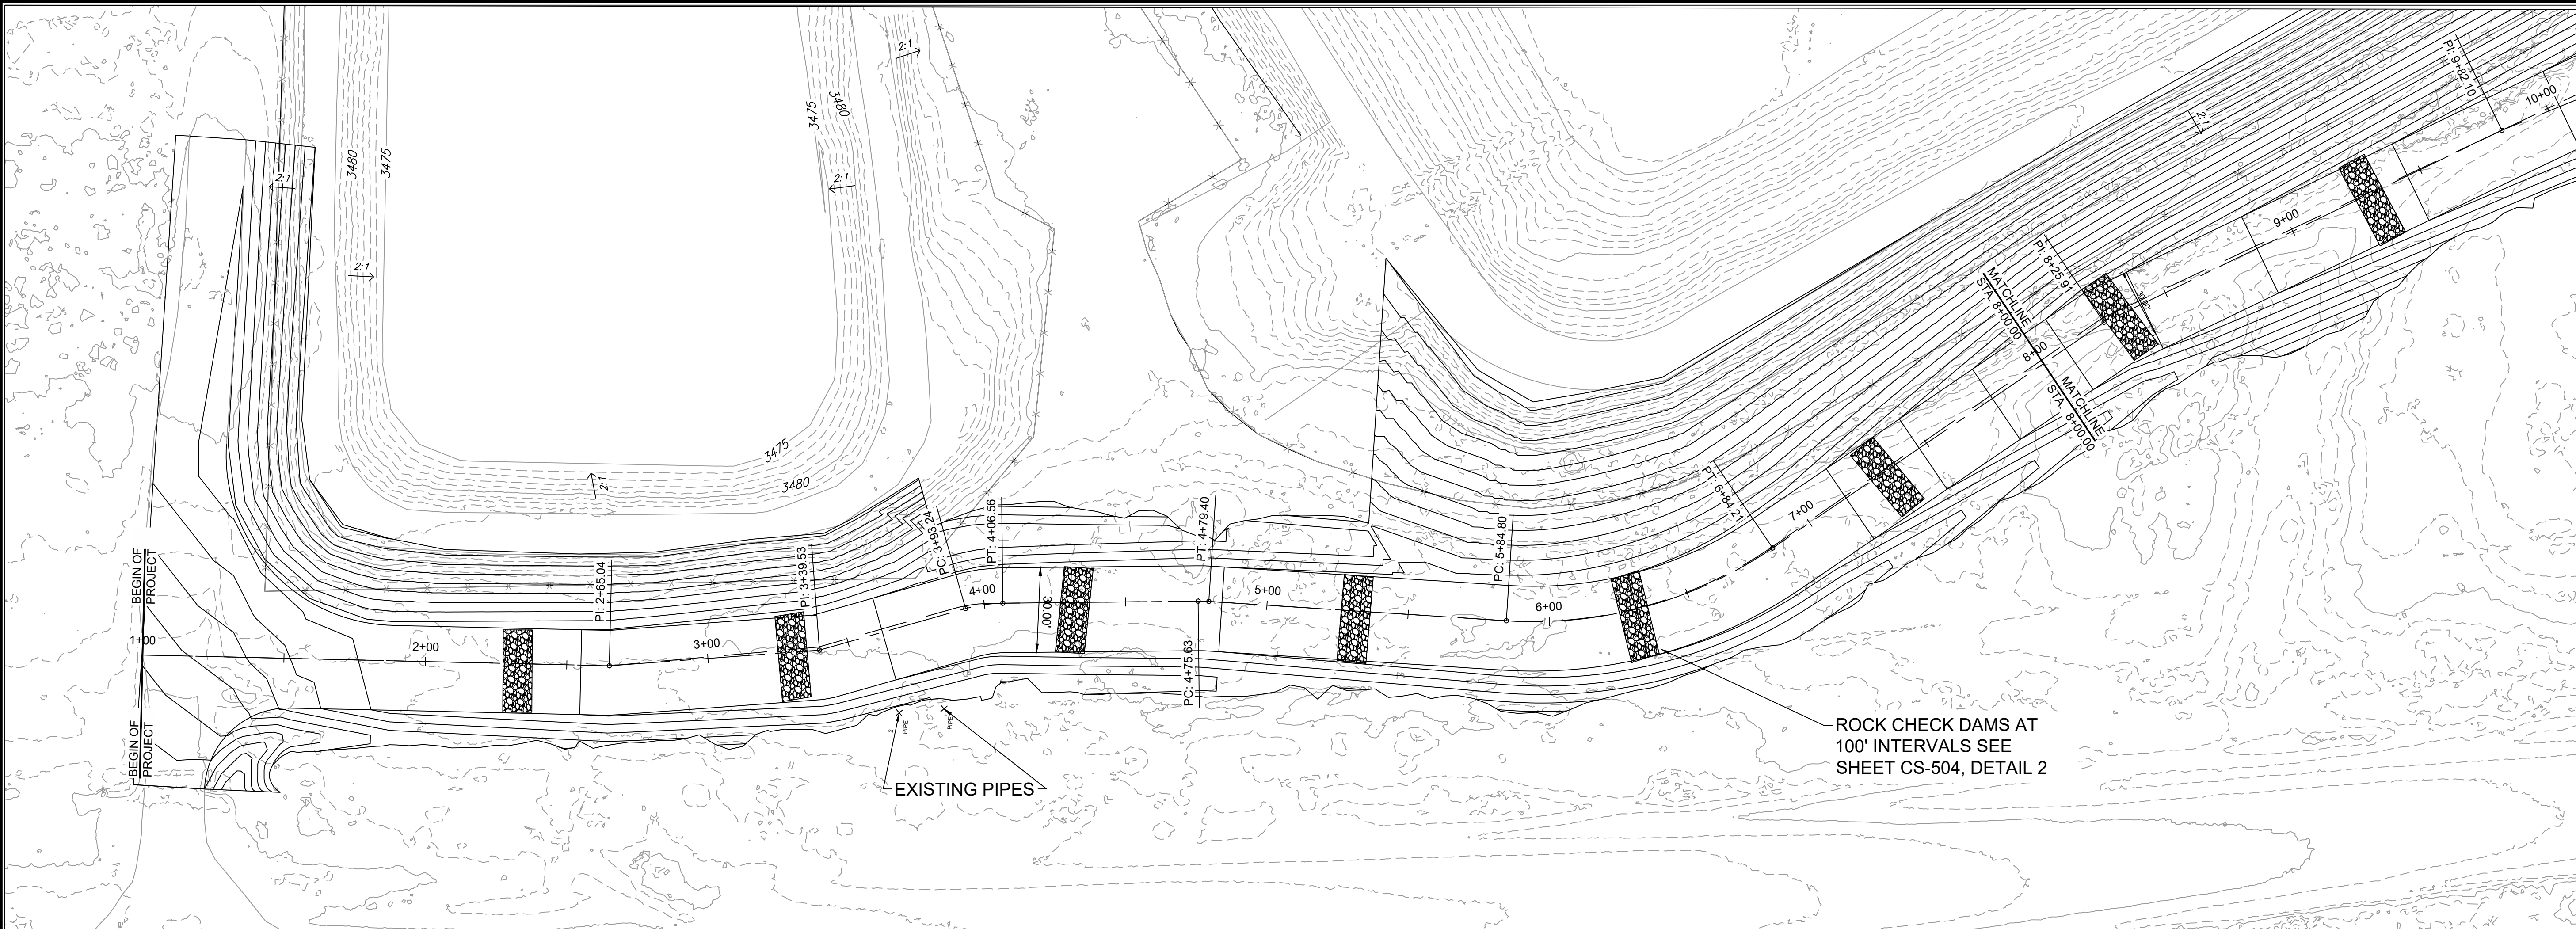 2:1
3475
3480
3480
3475
2:1
2:1
2:1
2:1
3475
3480
2:1
BEGIN OF
PROJECT
BEGIN OF
PROJECT
1+00
2+00
PI: 2+65.04
3+00
PI: 3+39.53
PC: 3+93.24
4+00
PT: 4+06.56
30.00'
PC: 4+75.63
PT: 4+79.40
5+00
PC: 5+84.80
6+00
PT: 6+84.21
7+00
MATCHLINE
STA. 8+00.00
MATCHLINE
STA. 8+00.00
8+00
PI: 8+25.91
9+00
2:1
PI: 9+82.10
10+00
2
PIPE
1
PIPE
EXISTING PIPES
ROCK CHECK DAMS AT
100' INTERVALS SEE
SHEET CS-504, DETAIL 2